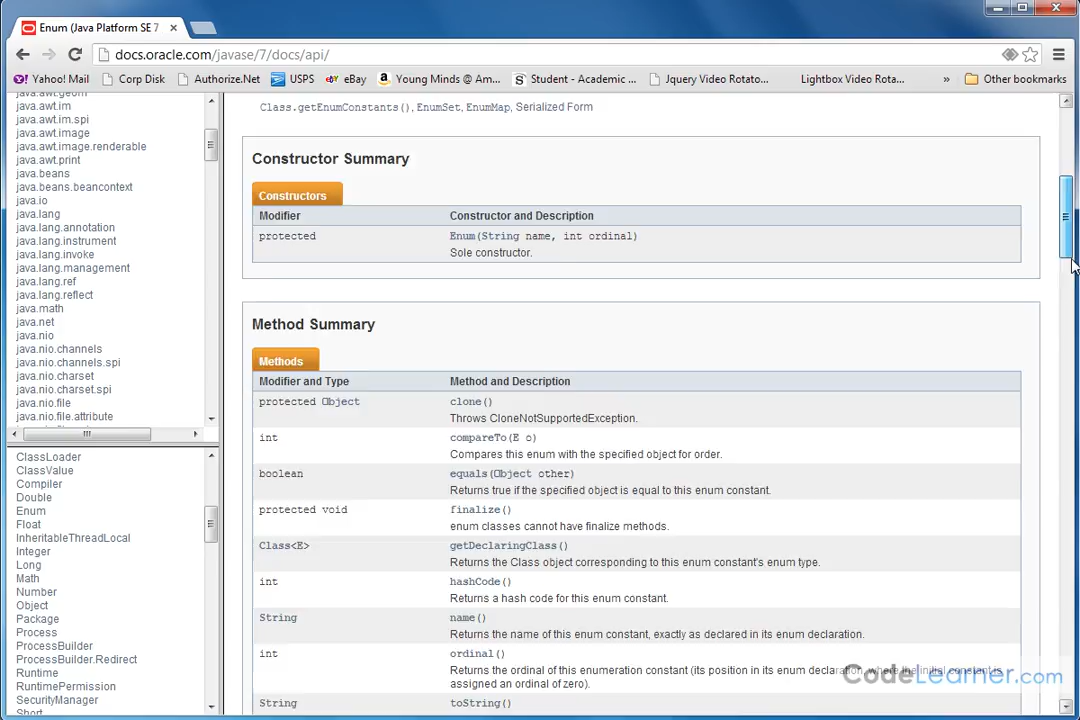 Enum (Java Platform SE 7
docs.oracle.com/javase/7/docs/api/
Yahoo! Mail Corp Disk Authorize.Net USPS eBay Young Minds @ Am... Student - Academic ... Jquery Video Rotato... Lightbox Video Rota... » Other bookmarks
java.awt.geom
java.awt.im
java.awt.im.spi
java.awt.image
java.awt.image.renderable
java.awt.print
java.beans
java.beans.beancontext
java.io
java.lang
java.lang.annotation
java.lang.instrument
java.lang.invoke
java.lang.management
java.lang.ref
java.lang.reflect
java.math
java.net
java.nio
java.nio.channels
java.nio.channels.spi
java.nio.charset
java.nio.charset.spi
java.nio.file
java.nio.file.attribute
ClassLoader
ClassValue
Compiler
Double
Enum
Float
InheritableThreadLocal
Integer
Long
Math
Number
Object
Package
Process
ProcessBuilder
ProcessBuilder.Redirect
Runtime
RuntimePermission
SecurityManager
Short
Class.getEnumConstants(), EnumSet, EnumMap, Serialized Form
Constructor Summary
Constructors
Modifier Constructor and Description
protected Enum(String name, int ordinal)
Sole constructor.
Method Summary
Methods
Modifier and Type Method and Description
protected Object clone()
Throws CloneNotSupportedException.
int compareTo(E o)
Compares this enum with the specified object for order.
boolean equals(Object other)
Returns true if the specified object is equal to this enum constant.
protected void finalize()
enum classes cannot have finalize methods.
Class<E> getDeclaringClass()
Returns the Class object corresponding to this enum constant's enum type.
int hashCode()
Returns a hash code for this enum constant.
String name()
Returns the name of this enum constant, exactly as declared in its enum declaration.
int ordinal()
Returns the ordinal of this enumeration constant (its position in its enum declaration, where the initial constant is
assigned an ordinal of zero).
String toString()
CodeLearner.com